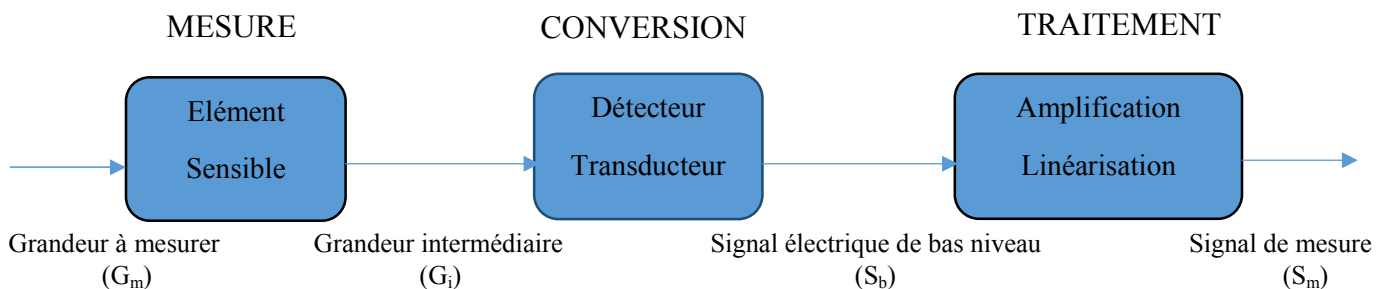 MESURE
CONVERSION
TRAITEMENT
Elément
Sensible
Détecteur
Transducteur
Amplification
Linéarisation
Grandeur à mesurer
(Gm)
Grandeur intermédiaire
(Gi)
Signal électrique de bas niveau
(Sb)
Signal de mesure
(Sm)